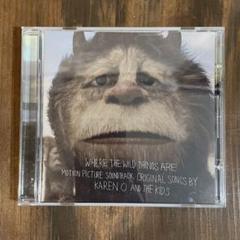 WHERE THE WILD THINGS ARE
MOTION PICTURE SOUNDTRACK: ORIGINAL SONGS BY
KAREN O AND THE KIDS